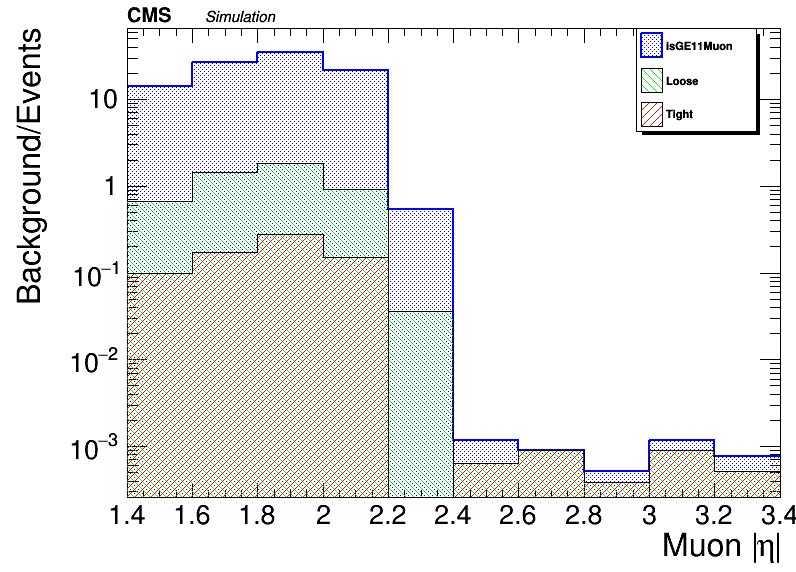 CMS Simulation
Background/Events
isGE11Muon
Loose
Tight
10
1
10⁻¹
10⁻²
10⁻³
1.4 1.6 1.8 2 2.2 2.4 2.6 2.8 3 3.2 3.4
Muon |η|